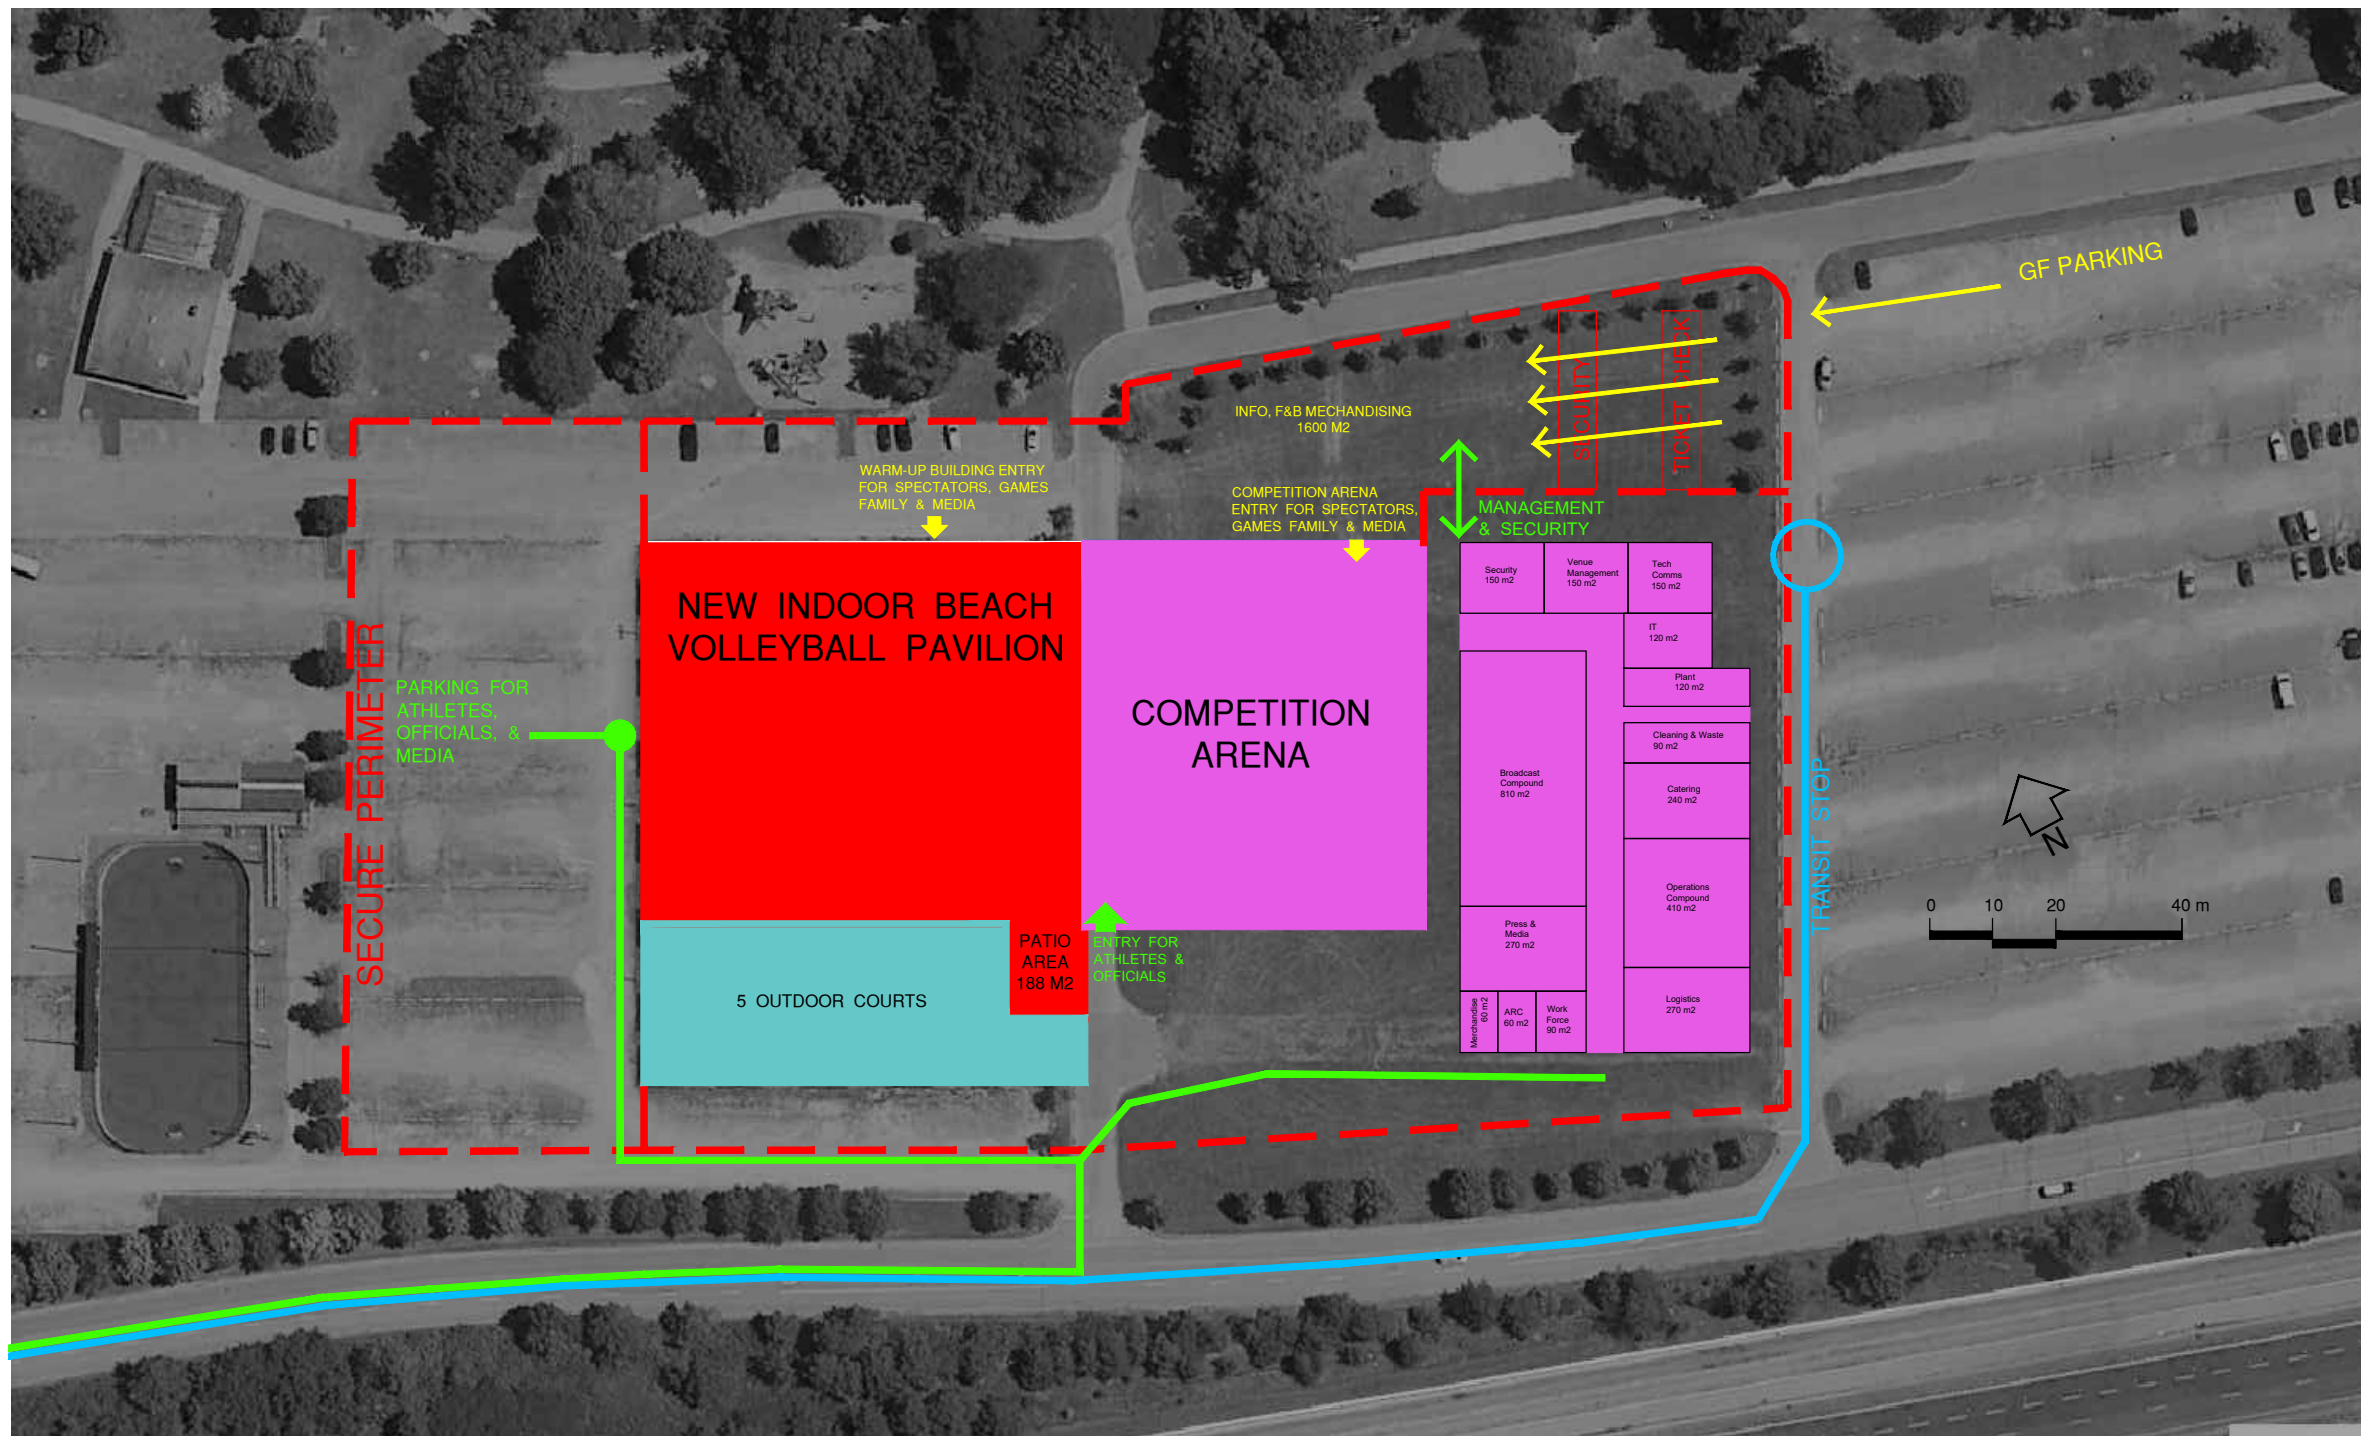 GF PARKING
SECURITY
TICKET CHECK
INFO, F&B MECHANDISING
1600 M2
WARM-UP BUILDING ENTRY
FOR SPECTATORS, GAMES
FAMILY & MEDIA
COMPETITION ARENA
ENTRY FOR SPECTATORS,
GAMES FAMILY & MEDIA
MANAGEMENT
& SECURITY
NEW INDOOR BEACH
VOLLEYBALL PAVILION
COMPETITION
ARENA
SECURE PERIMETER
PARKING FOR
ATHLETES,
OFFICIALS, &
MEDIA
Security
150 m2
Venue
Management
150 m2
Tech
Comms
150 m2
IT
120 m2
Plant
120 m2
Cleaning & Waste
90 m2
Broadcast
Compound
810 m2
Catering
240 m2
Operations
Compound
410 m2
Press &
Media
270 m2
Logistics
270 m2
Merchandise
60 m2
ARC
60 m2
Work
Force
90 m2
TRANSIT STOP
N
0 10 20 40 m
PATIO
AREA
188 M2
ENTRY FOR
ATHLETES &
OFFICIALS
5 OUTDOOR COURTS